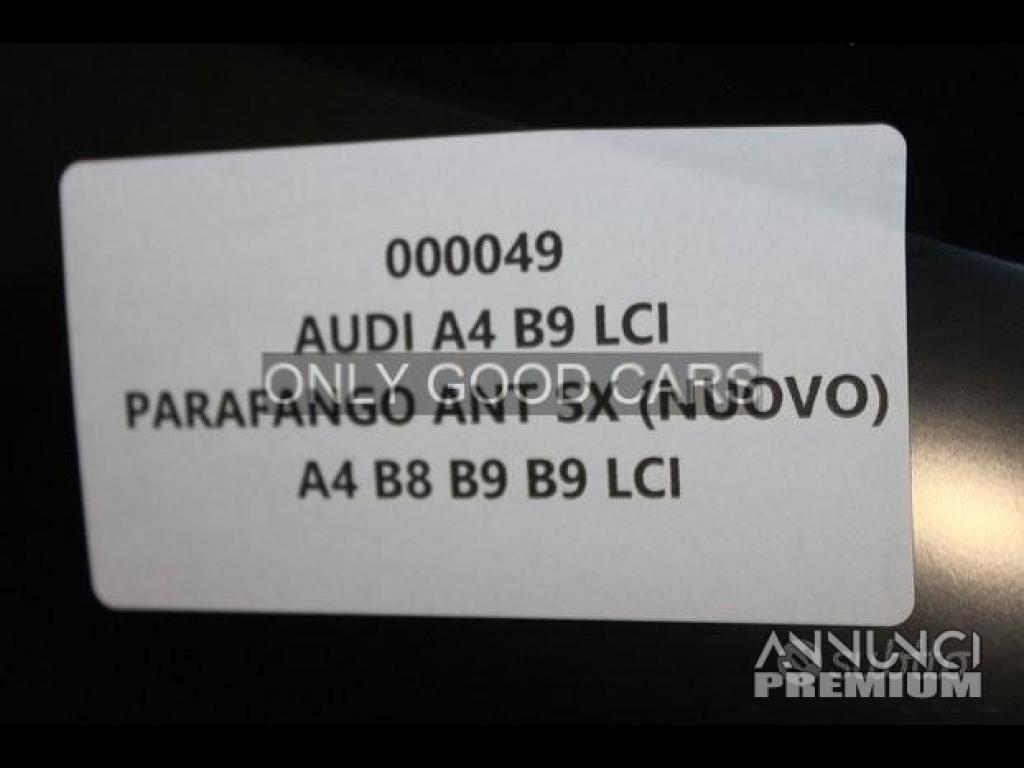 000049
AUDI A4 B9 LCI
ONLY GOOD CARS
PARAFANGO ANT SX (NUOVO)
A4 B8 B9 B9 LCI
subito
ANNUNCI
PREMIUM